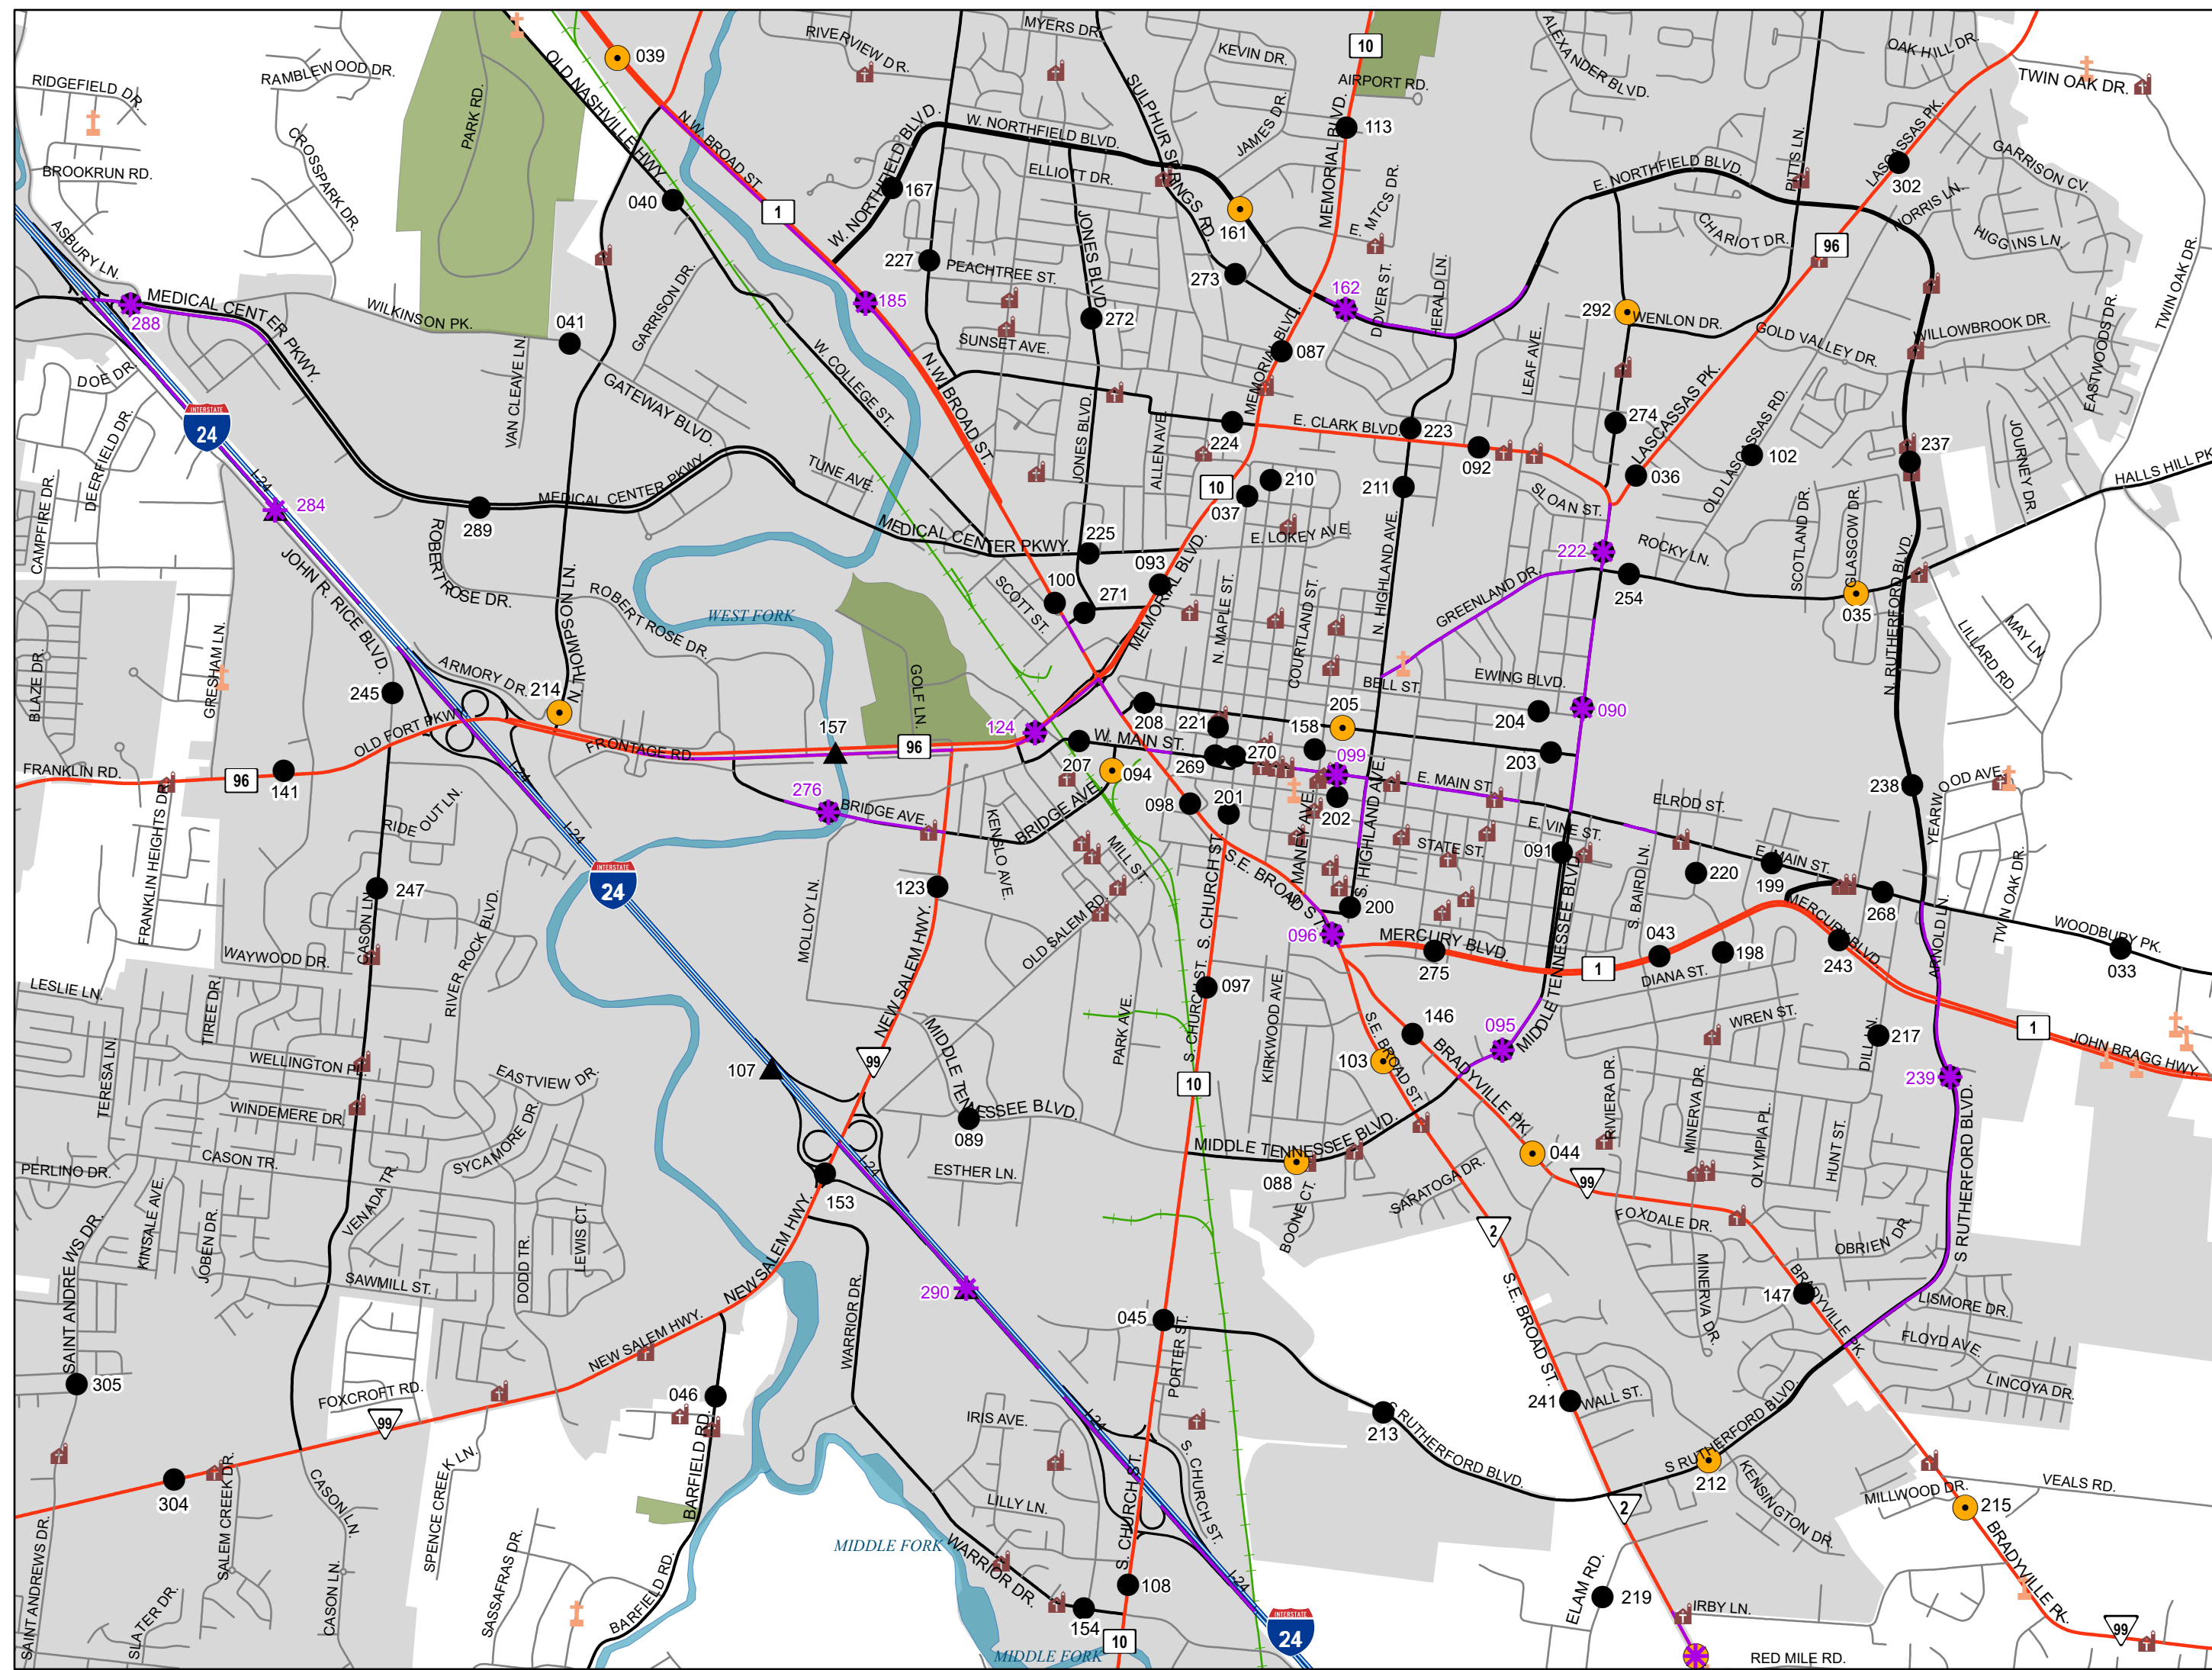 039
MYERS DR.
RIVERVIEW DR.
KEVIN DR.
10
AIRPORT RD.
ALEXANDER BLVD.
OAK HILL DR.
TWIN OAK DR.
RIDGEFIELD DR.
RAMBLEWOOD DR.
PARK RD.
OLD NASHVILLE HWY.
SULPHUR SPRINGS RD.
JAMES DR.
MEMORIAL BLVD.
113
N.W. BROAD ST.
W. NORTHFIELD BLVD.
W. NORTHFIELD BLVD.
PITTS LN.
LASCASSAS PK.
GARRISON CV.
CROSSPARK DR.
BROOKRUN RD.
ELLIOTT DR.
E. NORTHFIELD BLVD.
302
NORRIS LN.
040
1
167
JONES BLVD.
161
E. MTCS DR.
CHARIOT DR.
96
HIGGINS LN.
TWIN OAK DR.
ASBURY LN.
227
PEACHTREE ST.
273
DOVER ST.
HERALD LN.
MEDICAL CENTER PKWY.
288
WILKINSON PK.
041
GARRISON DR.
185
162
272
292
WENLON DR.
GOLD VALLEY DR.
WILLOWBROOK DR.
EASTWOODS DR.
SUNSET AVE.
087
MEMORIAL BLVD.
LEAF AVE.
W. COLLEGE ST.
N.W BROAD ST.
DOE DR.
DEERFIELD DR.
VAN CLEAVE LN.
GATEWAY BLVD.
INTERSTATE
24
JONES BLVD.
ALLEN AVE.
224
E. CLARK BLVD.
223
092
274
LASCASSAS PK.
OLD LASCASSAS RD.
102
237
JOURNEY DR.
HALLS HILL PK
TUNE AVE.
MEDICAL CENTER PKWY.
I-24
284
289
10
210
037
211
036
SLOAN ST.
CAMPFIRE DR.
ROBERT ROSE DR.
MEDICAL CENTER PKWY.
225
E. LOKEY AVE.
222
ROCKY LN.
SCOTLAND DR.
GLASGOW DR.
JOHN R. RICE BLVD.
N. THOMPSON LN.
093
MEMORIAL BLVD.
SCOTT ST.
100
271
N. MAPLE ST.
COURTLAND ST.
N. HIGHLAND AVE.
GREENLAND DR.
254
035
N. RUTHERFORD BLVD.
ROBERT ROSE DR.
WEST FORK
MAY LN.
LILLARD RD.
BLAZE DR.
GRESHAM LN.
ARMORY DR.
214
245
GOLF LN.
BELL ST.
EWING BLVD.
OLD FORT PKWY.
FRONTAGE RD.
157
96
124
208
221
158
205
204
090
W. MAIN ST.
207
094
269
270
099
203
FRANKLIN RD.
96
141
276
BRIDGE AVE.
BRIDGE AVE.
098
201
202
E. MAIN ST.
ELROD ST.
238
YEARWOOD AVE.
RIDE OUT LN.
I-24
I-24
FRANKLIN HEIGHTS DR.
KENSLO AVE.
MILL ST.
MANEY AVE.
S. HIGHLAND AVE.
STATE ST.
E. VINE ST.
091
S. BAIRD LN.
220
E. MAIN ST.
199
268
TWIN OAK DR.
247
INTERSTATE
24
123
S.E. BROAD ST.
200
CASON LN.
MOLLOY LN.
OLD SALEM RD.
S. CHURCH ST.
096
MERCURY BLVD.
275
MIDDLE TENNESSEE BLVD.
043
198
1
MERCURY BLVD.
243
ARNOLD LN.
WOODBURY PK.
033
WAYWOOD DR.
RIVER ROCK BLVD.
NEW SALEM HWY.
S. CHURCH ST.
097
DIANA ST.
LESLIE LN.
TIREE DR.
PARK AVE.
KIRKWOOD AVE.
WREN ST.
217
DILL LN.
1
JOHN BRAGG HWY.
WELLINGTON PL.
TERESA LN.
EASTVIEW DR.
107
99
MIDDLE TENNESSEE BLVD.
10
103
146
S.E. BROAD ST.
BRADYVILLE PK.
095
239
WINDEMERE DR.
SYCAMORE DR.
089
MIDDLE TENNESSEE BLVD.
088
044
99
RIVIERA DR.
MINERVA DR.
OLYMPIA PL.
HUNT ST.
S RUTHERFORD BLVD.
PERLINO DR.
CASON TR.
I-24
153
ESTHER LN.
BOONE CT.
SARATOGA DR.
2
FOXDALE DR.
OBRIEN DR.
SAINT ANDREWS DR.
KINSALE AVE.
JOBEN DR.
VENADA TR.
LEWIS CT.
DODD TR.
SAWMILL ST.
NEW SALEM HWY.
WARRIOR DR.
290
045
PORTER ST.
S.E. BROAD ST.
MINERVA DR.
147
BRADYVILLE PK.
LISMORE DR.
FLOYD AVE.
LINCOYA DR.
NEW SALEM HWY.
305
FOXCROFT RD.
99
046
BARFIELD RD.
IRIS AVE.
I-24
213
S RUTHERFORD BLVD.
241
WALL ST.
S RUTHERFORD BLVD.
212
KENSINGTON DR.
304
SALEM CREEK DR.
CASON LN.
SPENCE CREEK LN.
LILLY LN.
S. CHURCH ST.
S. CHURCH ST.
2
MILLWOOD DR.
VEALS RD.
215
BRADYVILLE PK.
SAINT ANDREWS DR.
SLATER DR.
CASON LN.
SASSAFRAS DR.
BARFIELD RD.
MIDDLE FORK
WARRIOR DR.
108
154
10
I-24
INTERSTATE
24
ELAM RD.
219
IRBY LN.
99
MIDDLE FORK
RED MILE RD.